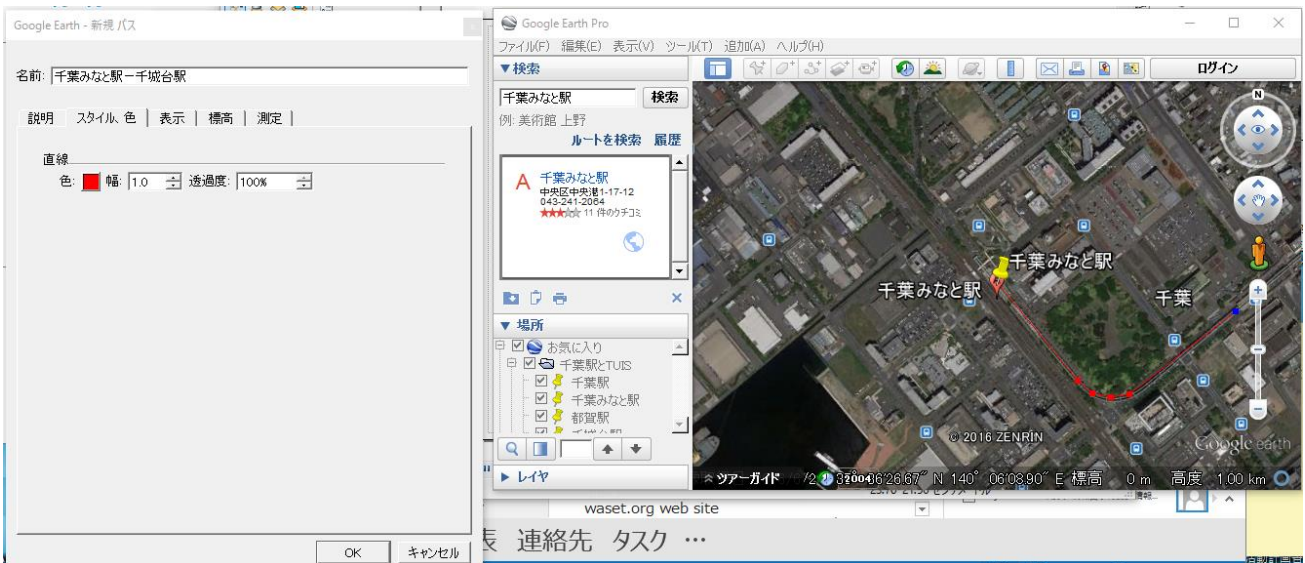 Google Earth - 新規 パス
名前: 千葉みなと駅－千城台駅
説明 スタイル、色 表示 標高 測定
直線
色: 幅: 1.0 透過度: 100%
OK キャンセル
Google Earth Pro
ファイル(F) 編集(E) 表示(V) ツール(T) 追加(A) ヘルプ(H)
▼検索
千葉みなと駅 検索
例: 美術館 上野
ルートを検索 履歴
A 千葉みなと駅
中央区中央港1-17-12
043-241-2064
11 件のクチコミ
▼ 場所
お気に入り
千葉駅とTUIS
千葉駅
千葉みなと駅
都賀駅
▶ レイヤ
ログイン
N
千葉みなと駅
千葉みなと駅
千葉
© 2016 ZENRIN
Google earth
ツアーガイド 06'26.67" N 140° 06'08.90" E 標高 0 m 高度 1.00 km
waset.org web site
連絡先 タスク …